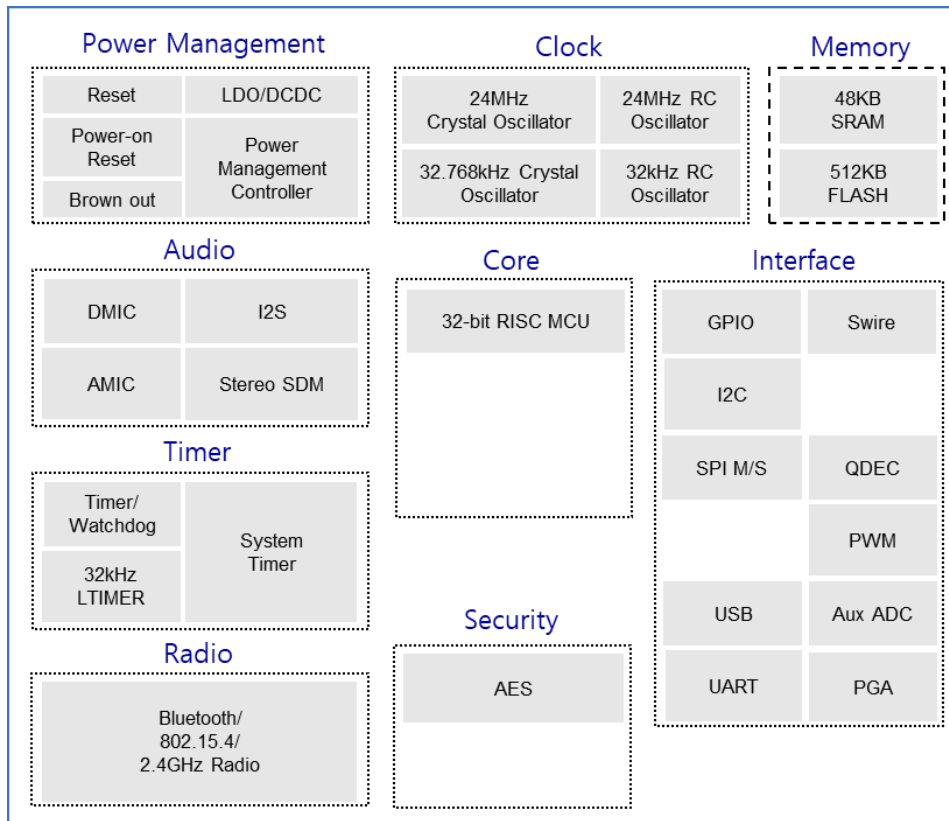 Power Management
Reset
LDO/DCDC
Power-on
Reset
Power
Management
Controller
Brown out
Clock
24MHz
Crystal Oscillator
24MHz RC
Oscillator
32.768kHz Crystal
Oscillator
32kHz RC
Oscillator
Memory
48KB
SRAM
512KB
FLASH
Audio
DMIC
I2S
AMIC
Stereo SDM
Core
32-bit RISC MCU
Interface
GPIO
Swire
I2C
SPI M/S
QDEC
PWM
USB
Aux ADC
UART
PGA
Timer
Timer/
Watchdog
System
Timer
32kHz
LTIMER
Security
AES
Radio
Bluetooth/
802.15.4/
2.4GHz Radio